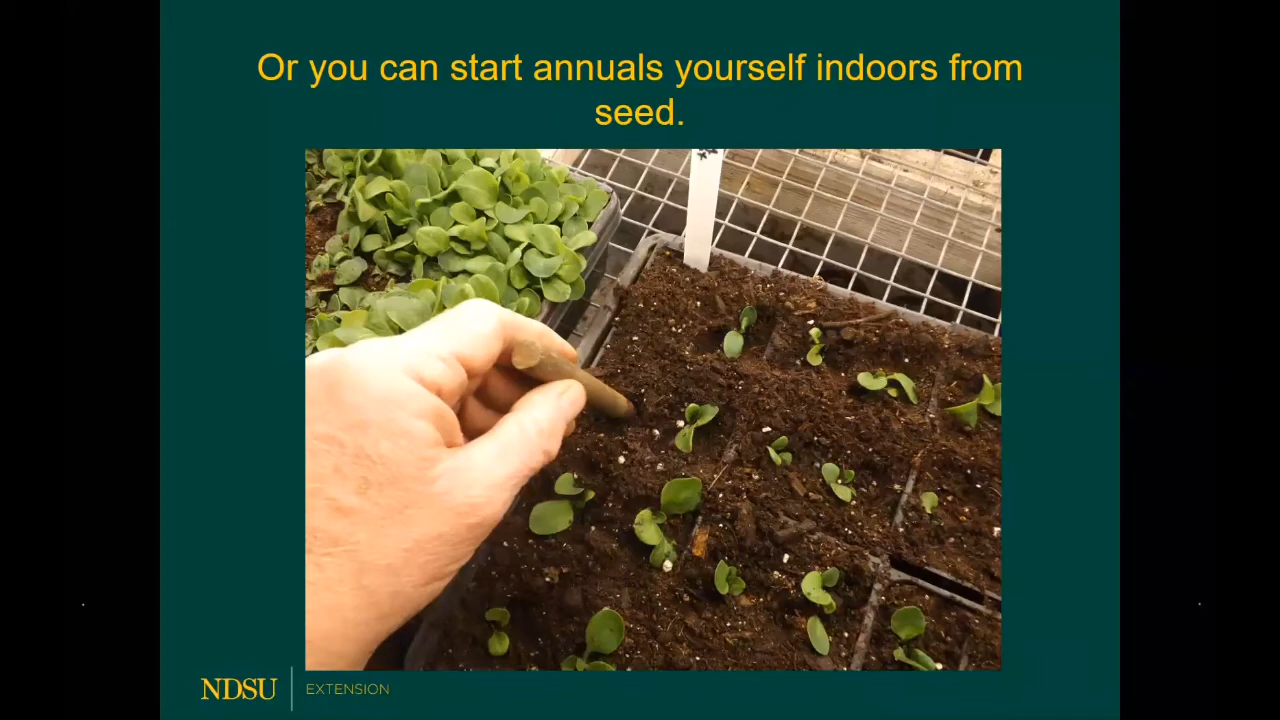 Or you can start annuals yourself indoors from
seed.
NDSU
EXTENSION